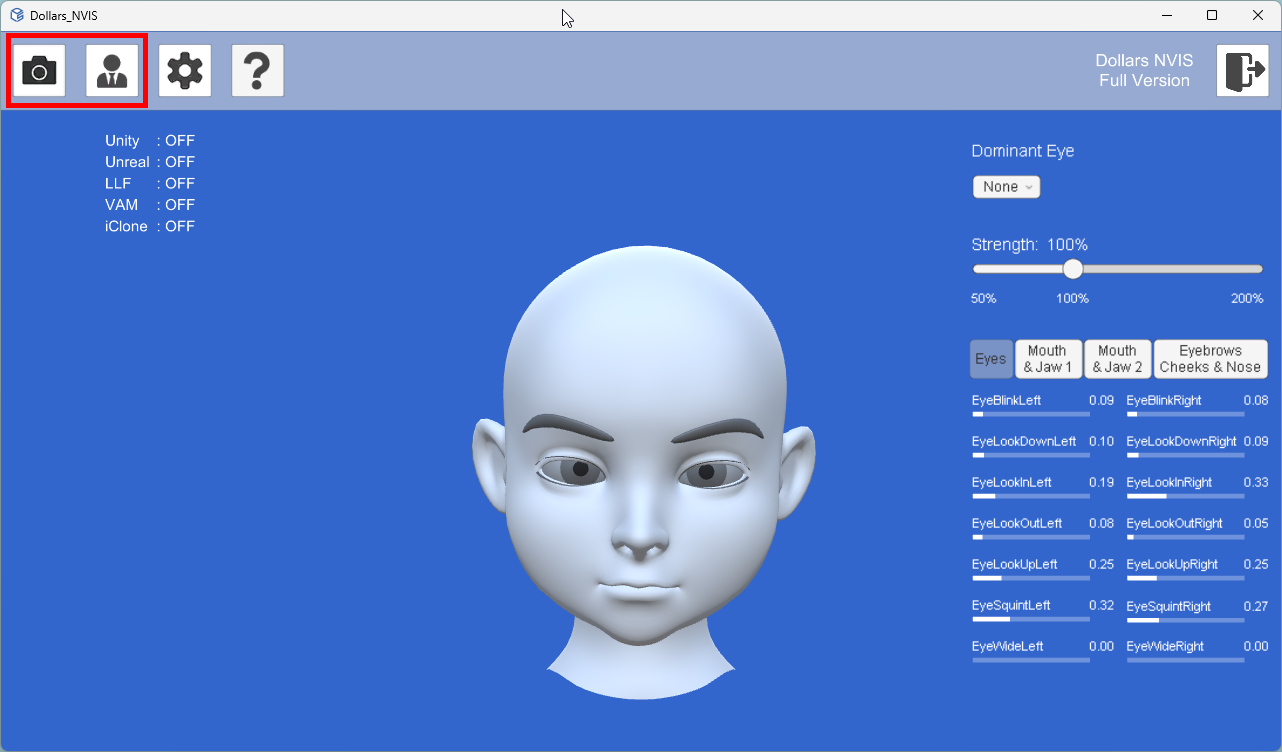 Dollars_NVIS
Dollars NVIS
Full Version
Unity : OFF
Unreal : OFF
LLF : OFF
VAM : OFF
iClone : OFF
Dominant Eye
None
Strength: 100%
50% 100% 200%
Eyes
Mouth
& Jaw 1
Mouth
& Jaw 2
Eyebrows
Cheeks & Nose
EyeBlinkLeft 0.09 EyeBlinkRight 0.08
EyeLookDownLeft 0.10 EyeLookDownRight 0.09
EyeLookInLeft 0.19 EyeLookInRight 0.33
EyeLookOutLeft 0.08 EyeLookOutRight 0.05
EyeLookUpLeft 0.25 EyeLookUpRight 0.25
EyeSquintLeft 0.32 EyeSquintRight 0.27
EyeWideLeft 0.00 EyeWideRight 0.00